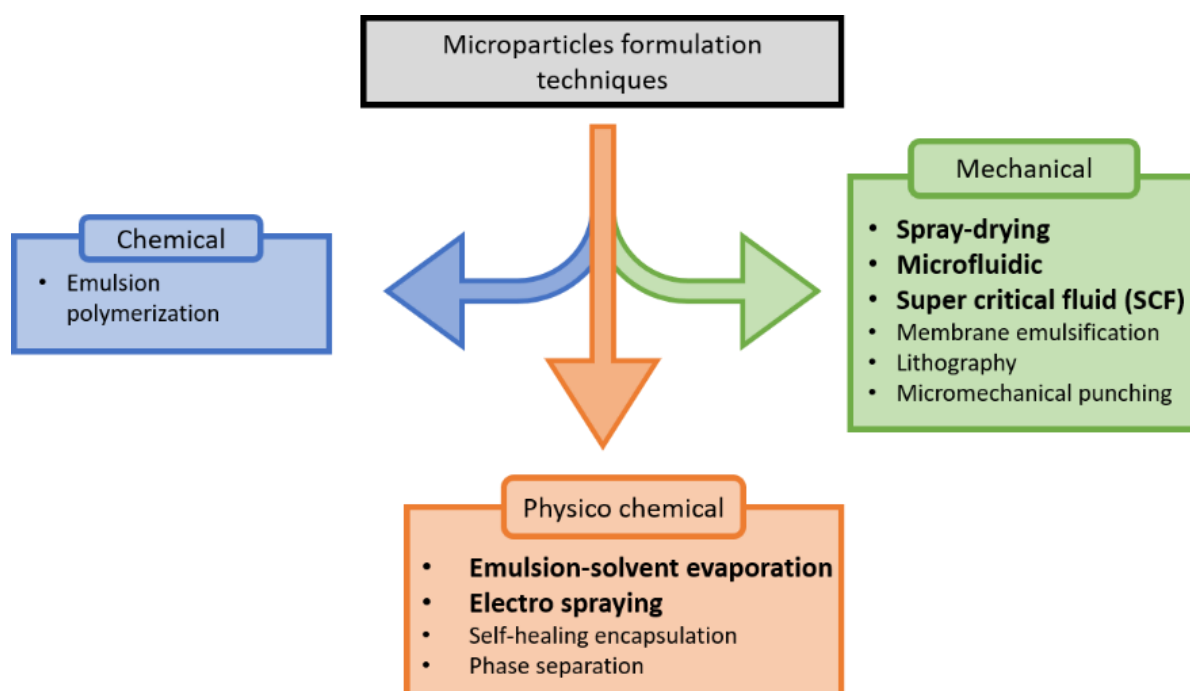 Microparticles formulation
techniques
Chemical
• Emulsion
polymerization
Mechanical
• Spray-drying
• Microfluidic
• Super critical fluid (SCF)
• Membrane emulsification
• Lithography
• Micromechanical punching
Physico chemical
• Emulsion-solvent evaporation
• Electro spraying
• Self-healing encapsulation
• Phase separation